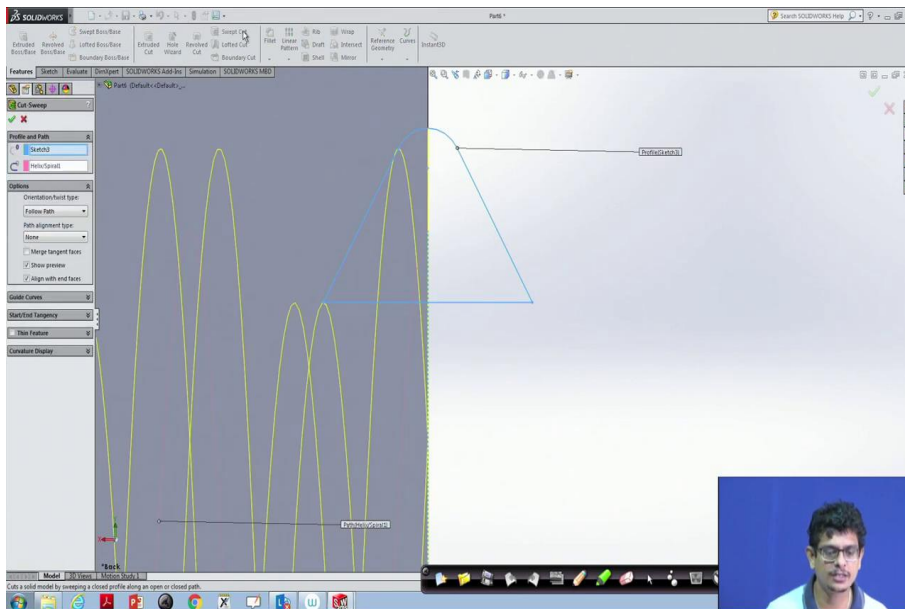 SOLIDWORKS
Part6 *
Search SOLIDWORKS Help
Extruded Boss/Base
Revolved Boss/Base
Swept Boss/Base
Lofted Boss/Base
Boundary Boss/Base
Extruded Cut
Hole Wizard
Revolved Cut
Swept Cut
Lofted Cut
Boundary Cut
Fillet
Linear Pattern
Rib
Draft
Shell
Wrap
Intersect
Mirror
Reference Geometry
Curves
Instant3D
Features Sketch Evaluate DimXpert SOLIDWORKS Add-Ins Simulation SOLIDWORKS MBD
Part6 (Default<<Default>_...
Cut-Sweep ?
Profile and Path
Sketch3
Helix/Spiral1
Options
Orientation/twist type:
Follow Path
Path alignment type:
None
Merge tangent faces
Show preview
Align with end faces
Guide Curves
Start/End Tangency
Thin Feature
Curvature Display
Profile(Sketch3)
Path(Helix/Spiral1)
*Back
Model 3D Views Motion Study 1
Cuts a solid model by sweeping a closed profile along an open or closed path.